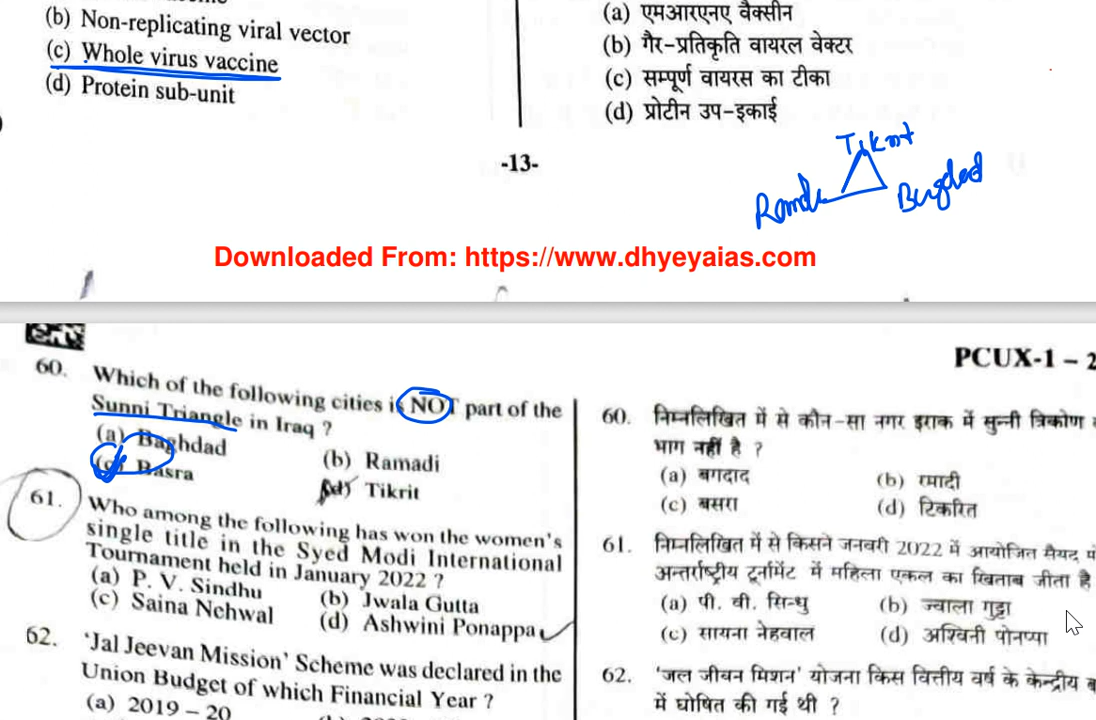 (b) Non-replicating viral vector
(c) Whole virus vaccine
(d) Protein sub-unit
(a) एमआरएनए वैक्सीन
(b) गैर-प्रतिकृति वायरल वेक्टर
(c) सम्पूर्ण वायरस का टीका
(d) प्रोटीन उप-इकाई
-13-
Downloaded From: https://www.dhyeyaias.com
PCUX-1 – 2
60. Which of the following cities is NOT part of the
Sunni Triangle in Iraq ?
(a) Baghdad
(b) Ramadi
(c) Basra
(d) Tikrit
61. Who among the following has won the women's
single title in the Syed Modi International
Tournament held in January 2022 ?
(a) P. V. Sindhu
(b) Jwala Gutta
(c) Saina Nehwal
(d) Ashwini Ponappa
62. 'Jal Jeevan Mission' Scheme was declared in the
Union Budget of which Financial Year ?
(a) 2019 – 20
60. निम्नलिखित में से कौन-सा नगर इराक में सुन्नी त्रिकोण
भाग नहीं है ?
(a) बगदाद
(b) रमादी
(c) बसरा
(d) टिकरित
61. निम्नलिखित में से किसने जनवरी 2022 में आयोजित सैयद
अन्तर्राष्ट्रीय टूर्नामेंट में महिला एकल का खिताब जीता है
(a) पी. वी. सिन्धु
(b) ज्वाला गुट्टा
(c) सायना नेहवाल
(d) अश्विनी पोनप्पा
62. 'जल जीवन मिशन' योजना किस वित्तीय वर्ष के केन्द्रीय
में घोषित की गई थी ?